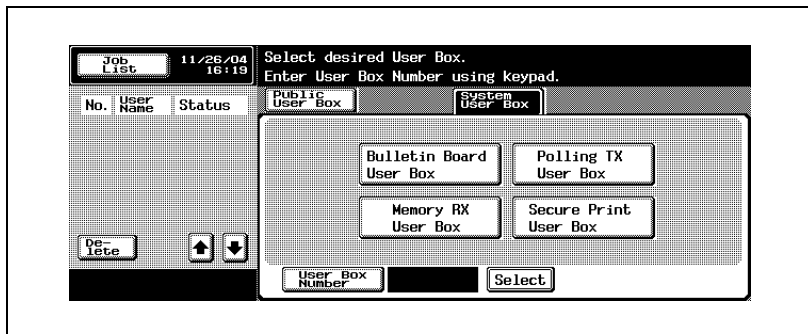 Job
List
11/26/04
16:19
Select desired User Box.
Enter User Box Number using keypad.
No. User Name Status
Public
User Box
System
User Box
Bulletin Board
User Box
Polling TX
User Box
Memory RX
User Box
Secure Print
User Box
De-
lete
User Box
Number
Select